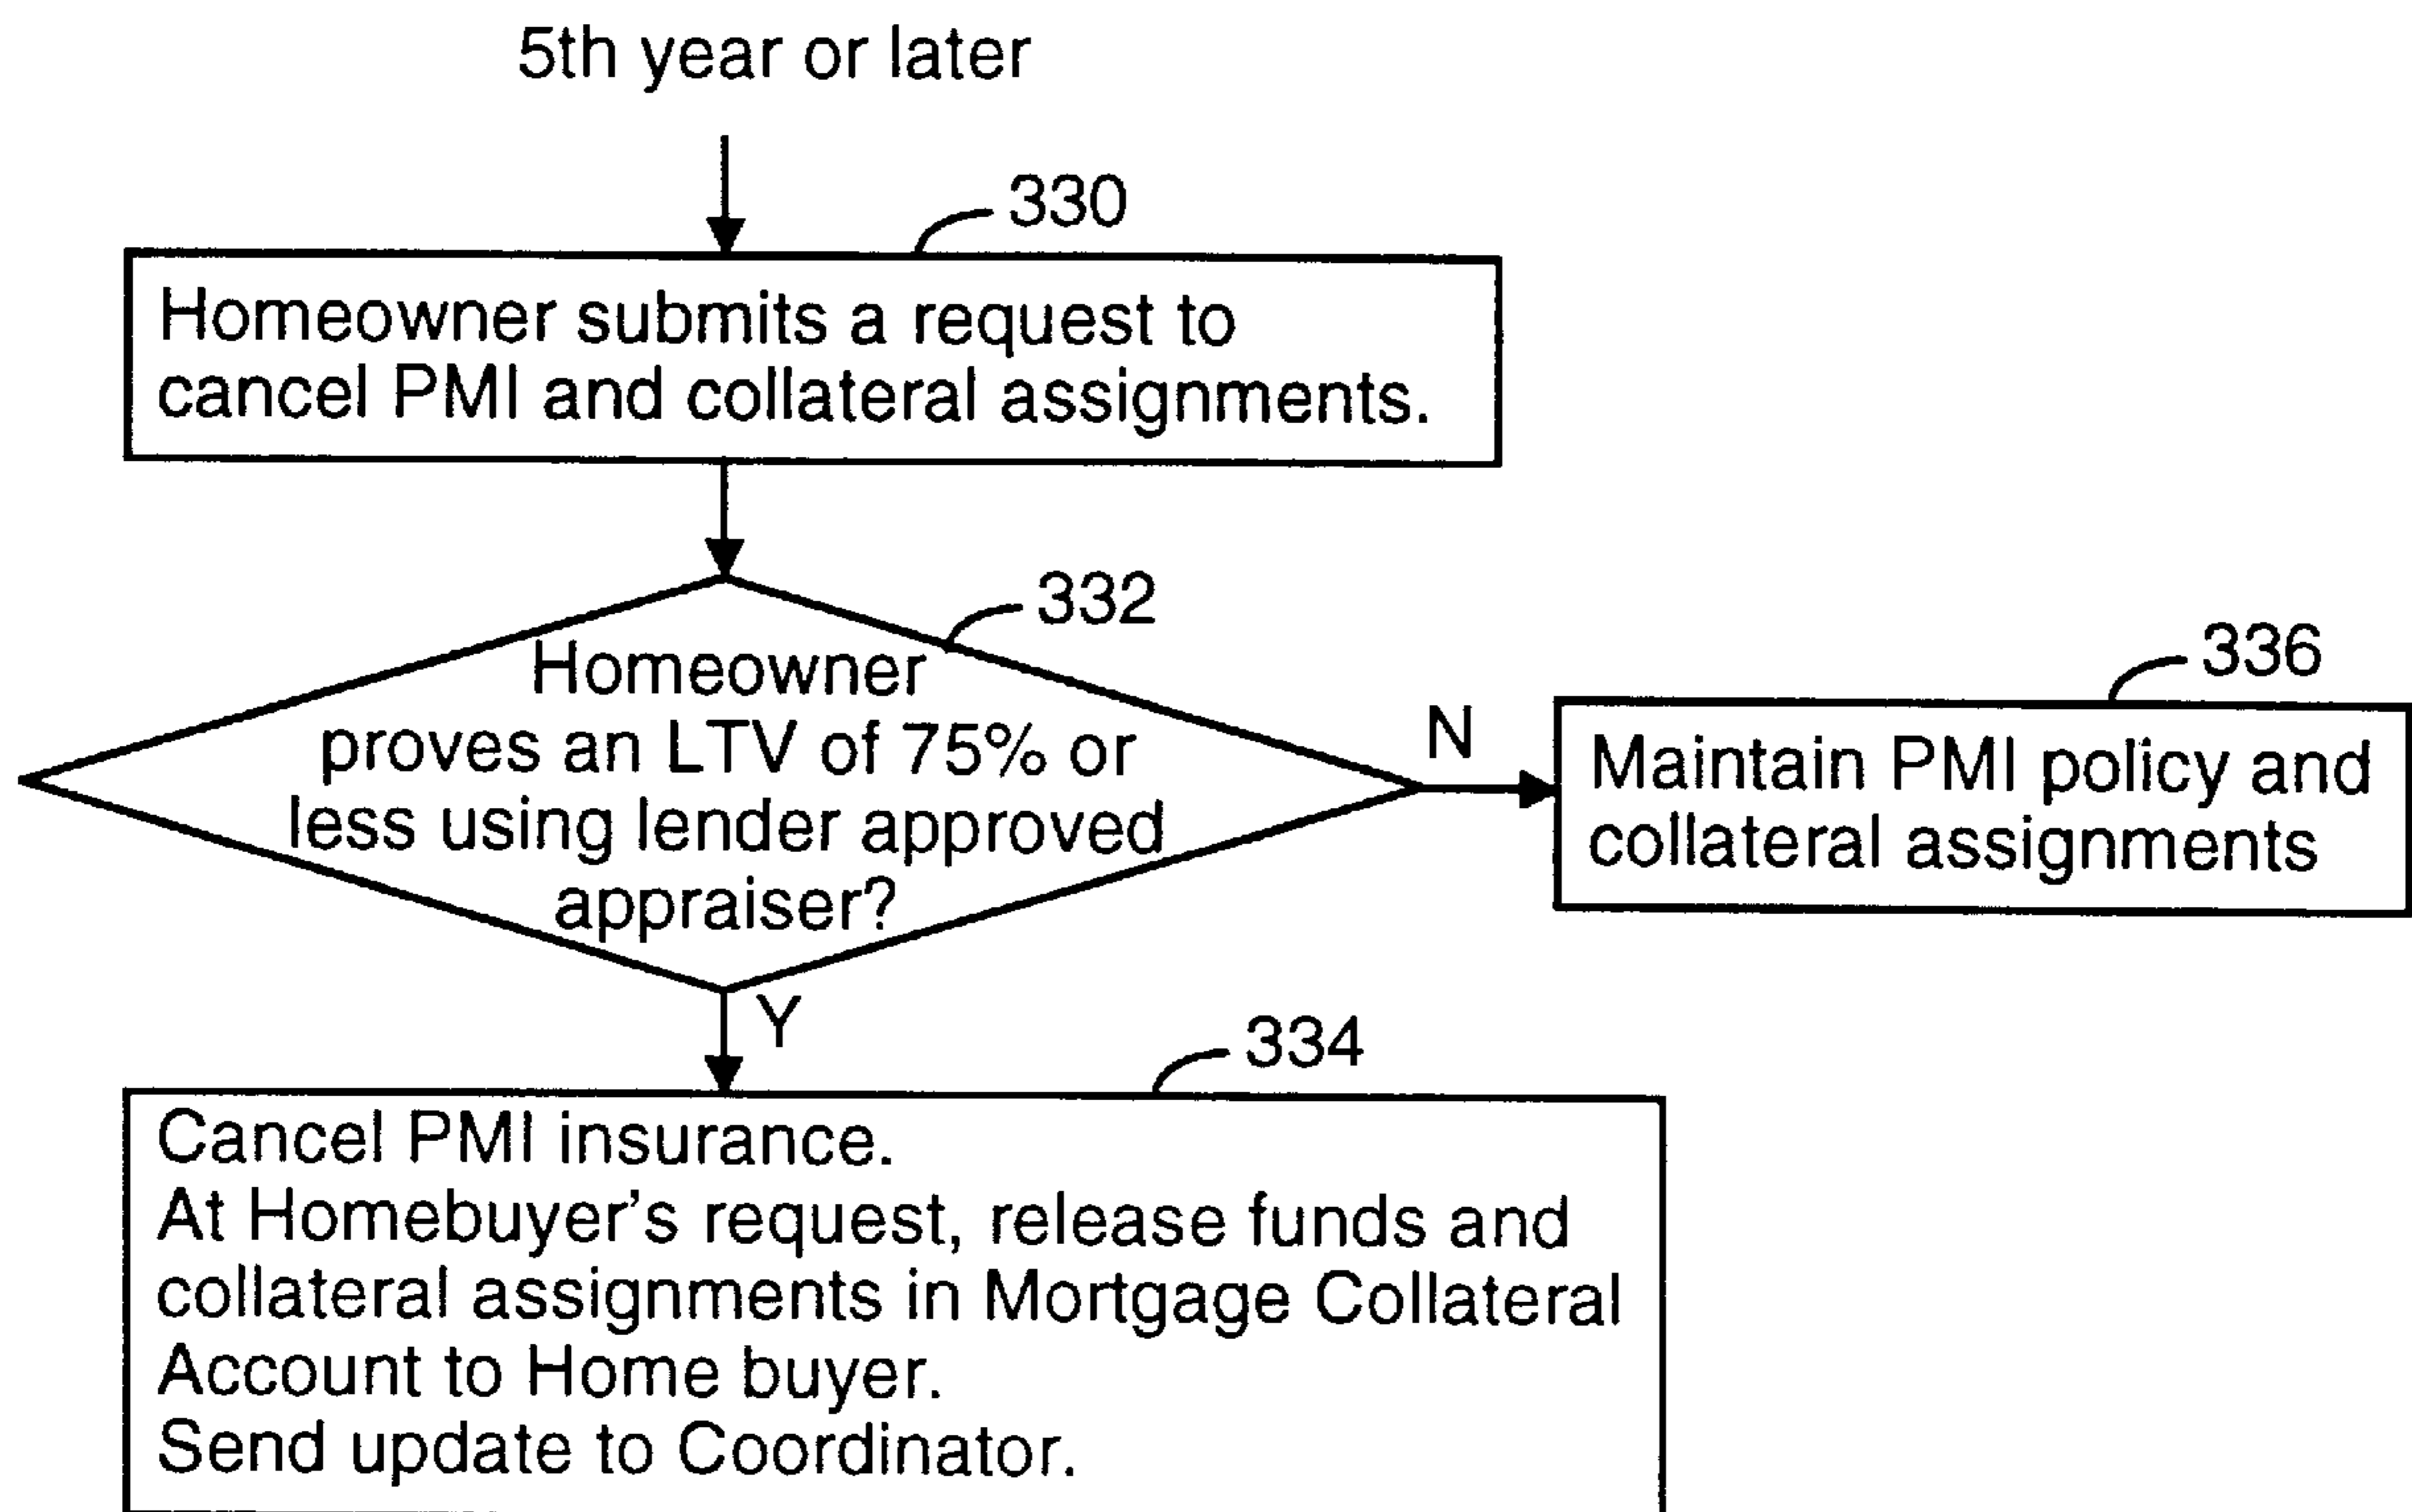 5th year or later
330
Homeowner submits a request to
cancel PMI and collateral assignments.
332
Homeowner
proves an LTV of 75% or
less using lender approved
appraiser?
N
336
Maintain PMI policy and
collateral assignments
Y
334
Cancel PMI insurance.
At Homebuyer's request, release funds and
collateral assignments in Mortgage Collateral
Account to Home buyer.
Send update to Coordinator.